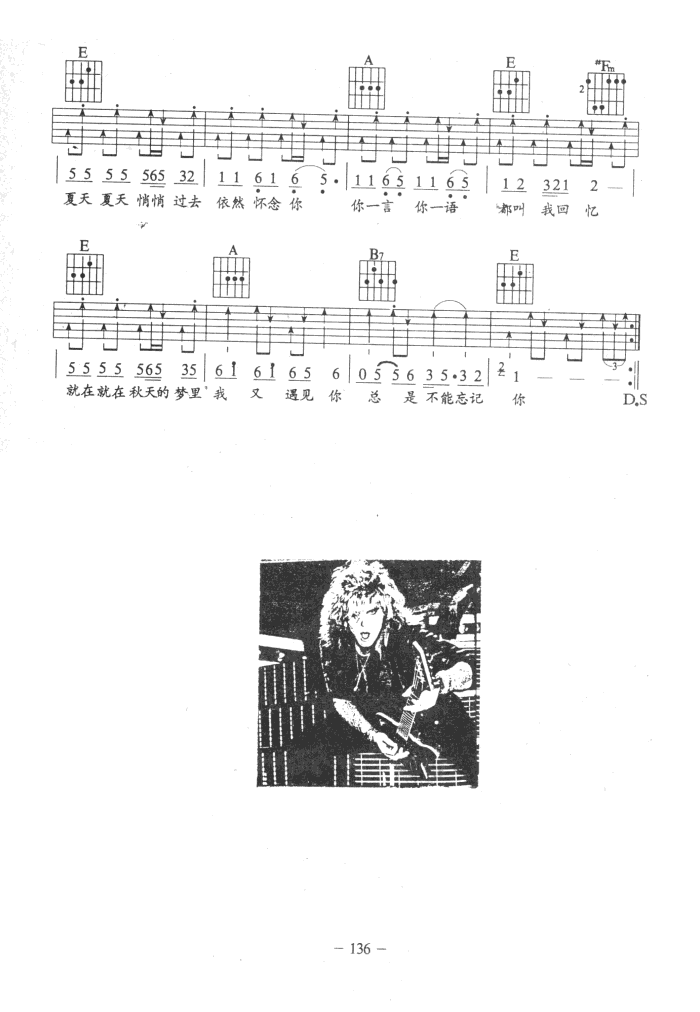 E A E #Fm
2
5 5 5 5 565 32 | 1 1 6 1 6 5 · | 1 1 6 5 1 1 6 5 | 1 2 321 2 — |
夏天 夏天 悄悄 过去 依然 怀念 你 你一言 你一语 都叫 我回 忆
E A B7 E
3
5 5 5 5 565 35 | 6 1 6 1 6 5 6 | 0 5 5 6 3 5 · 3 2 | 2 1 — — — :||
就在 就在 秋天的 梦里 我 又 遇见 你 总 是 不能忘记 你 D.S
– 136 –